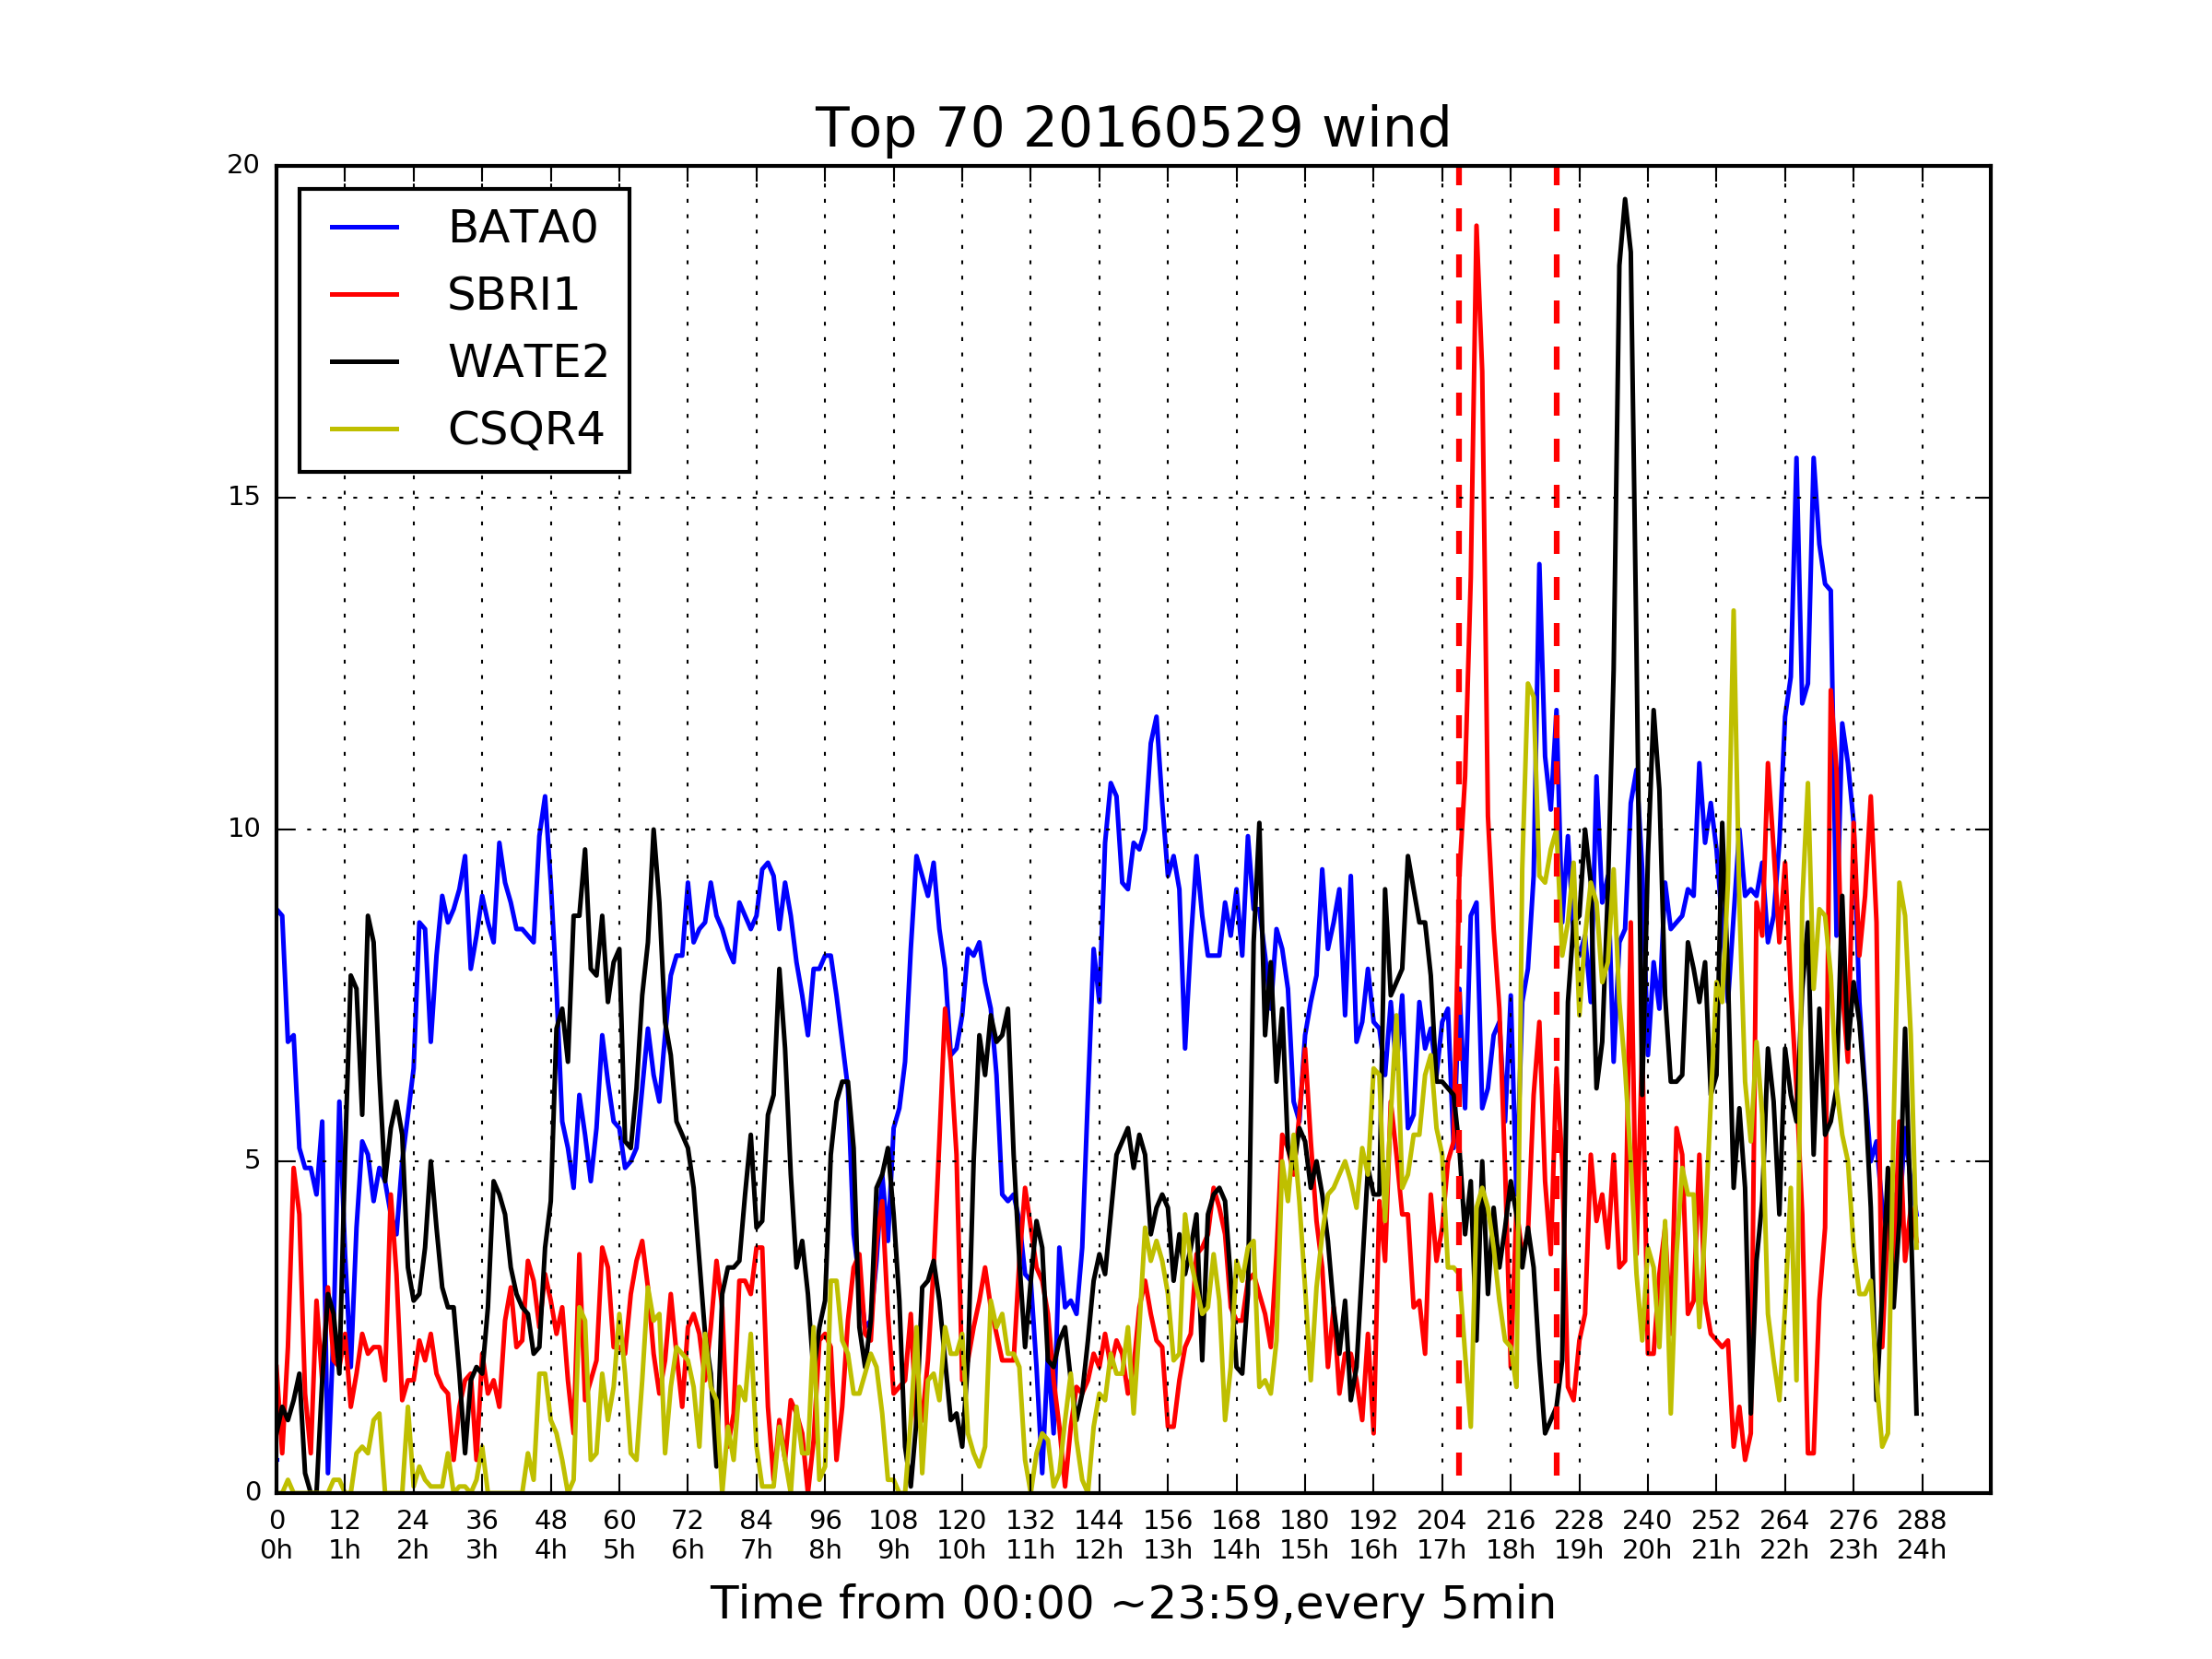 Top 70 20160529 wind
20
15
10
5
0
BATA0
SBRI1
WATE2
CSQR4
0 12 24 36 48 60 72 84 96 108 120 132 144 156 168 180 192 204 216 228 240 252 264 276 288
0h 1h 2h 3h 4h 5h 6h 7h 8h 9h 10h 11h 12h 13h 14h 15h 16h 17h 18h 19h 20h 21h 22h 23h 24h
Time from 00:00 ~23:59,every 5min